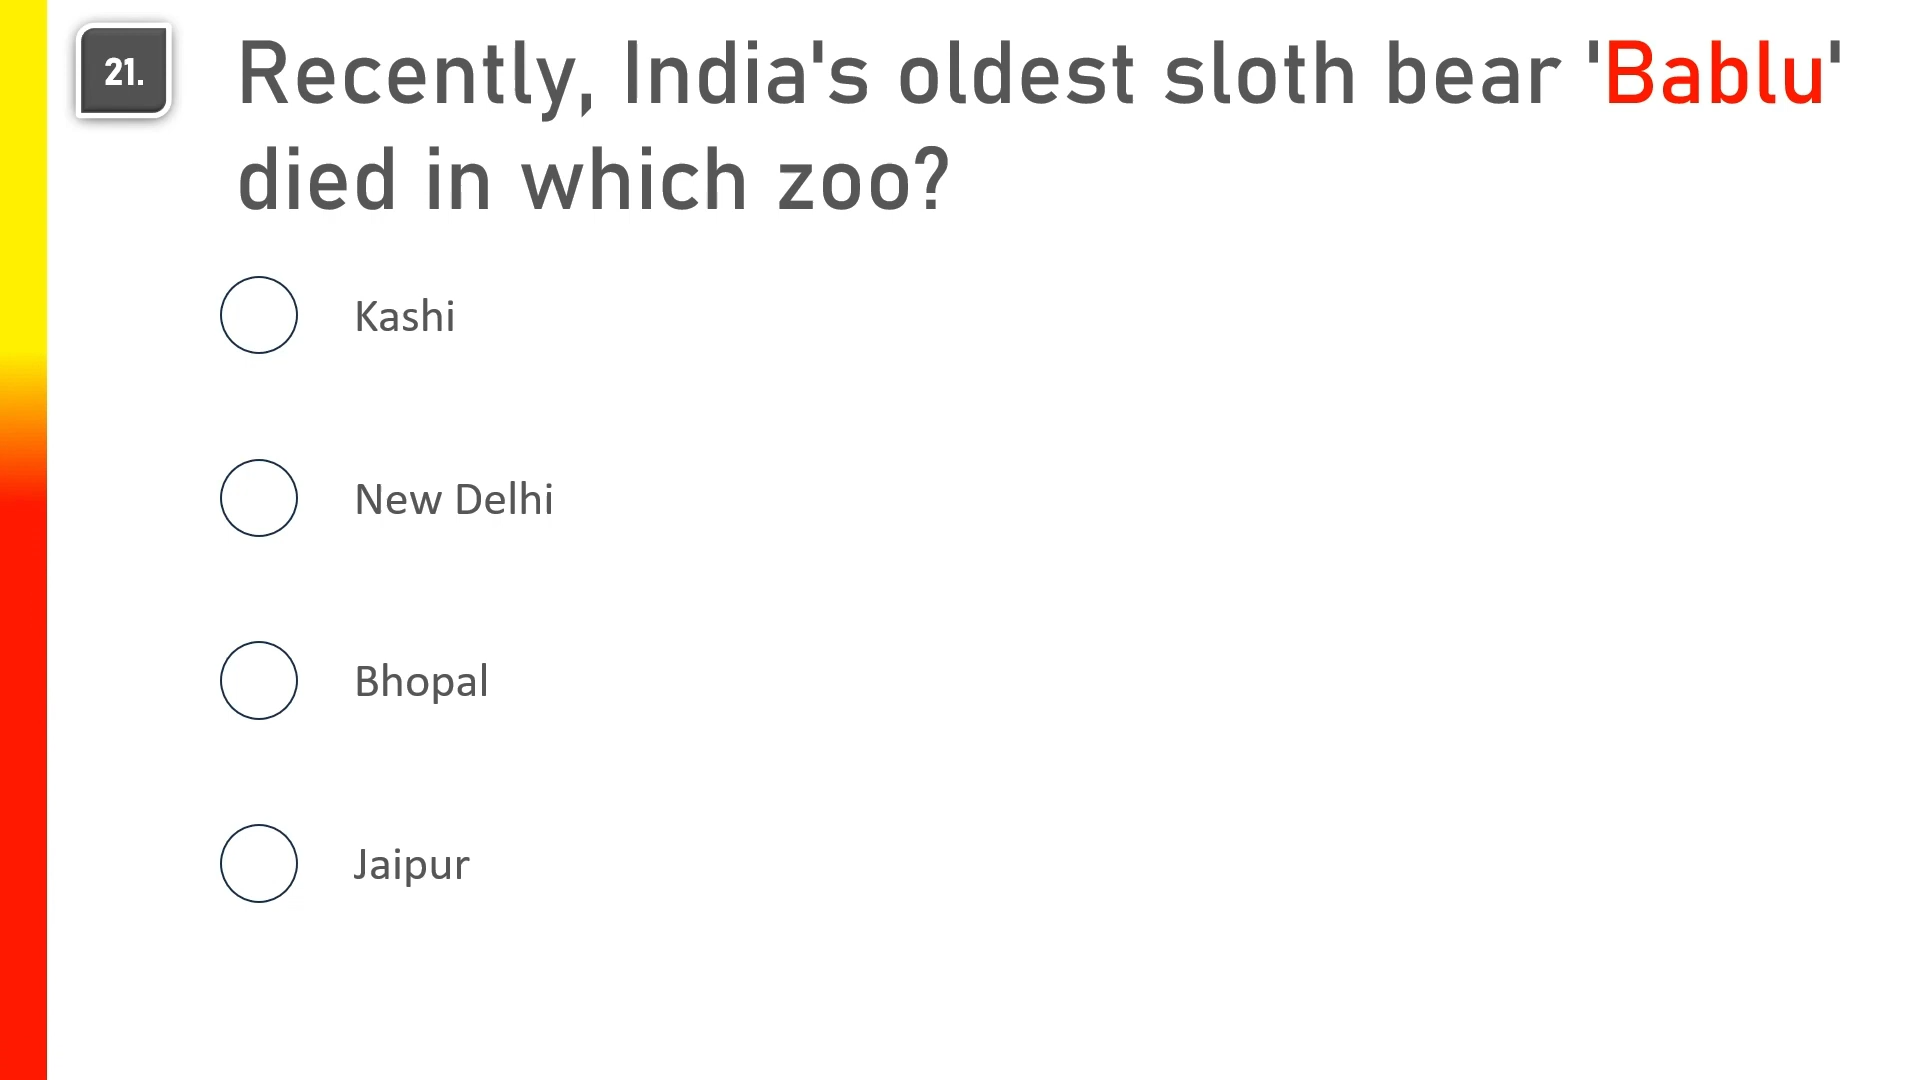 21.
Recently, India's oldest sloth bear 'Bablu'
died in which zoo?
Kashi
New Delhi
Bhopal
Jaipur